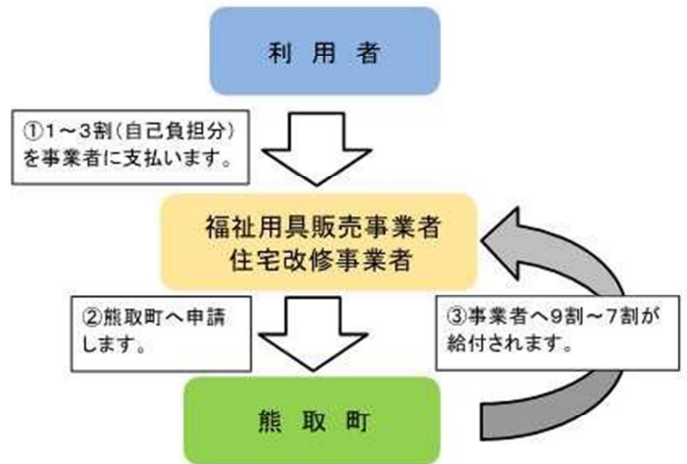 利 用 者
①1～3割(自己負担分)
を事業者に支払います。
福祉用具販売事業者
住宅改修事業者
②熊取町へ申請
します。
③事業者へ9割～7割が
給付されます。
熊 取 町